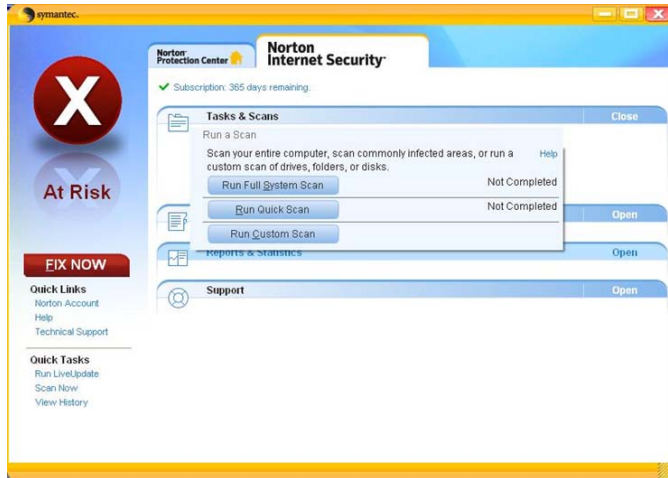 symantec.
Norton™
Protection Center
Norton
Internet Security™
Subscription: 365 days remaining.
X
At Risk
FIX NOW
Quick Links
Norton Account
Help
Technical Support
Quick Tasks
Run LiveUpdate
Scan Now
View History
Tasks & Scans Close
Run a Scan
Scan your entire computer, scan commonly infected areas, or run a Help
custom scan of drives, folders, or disks.
Run Full System Scan Not Completed
Run Quick Scan Not Completed
Run Custom Scan
Open
Reports & Statistics Open
Support Open